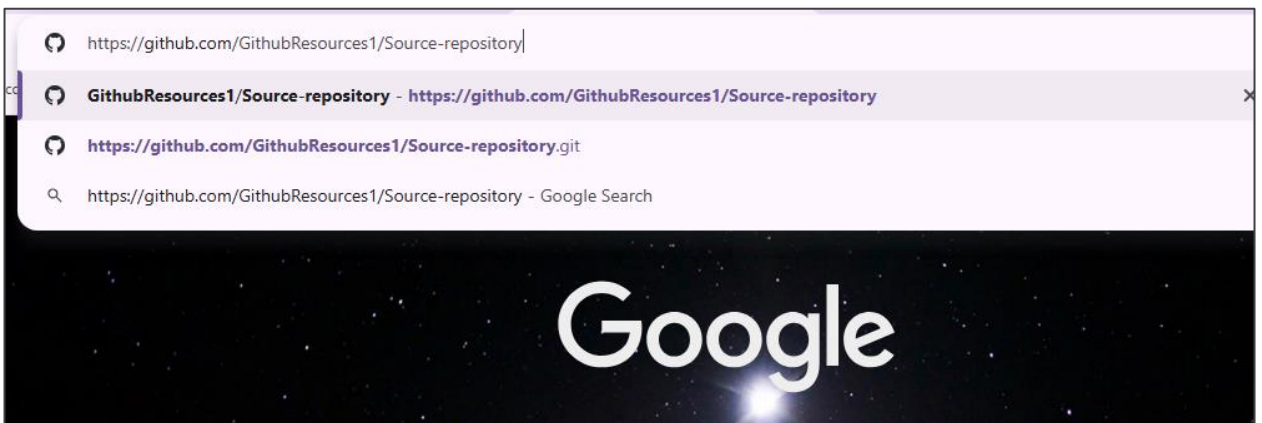 https://github.com/GithubResources1/Source-repository
GithubResources1/Source-repository - https://github.com/GithubResources1/Source-repository
https://github.com/GithubResources1/Source-repository.git
https://github.com/GithubResources1/Source-repository - Google Search
Google